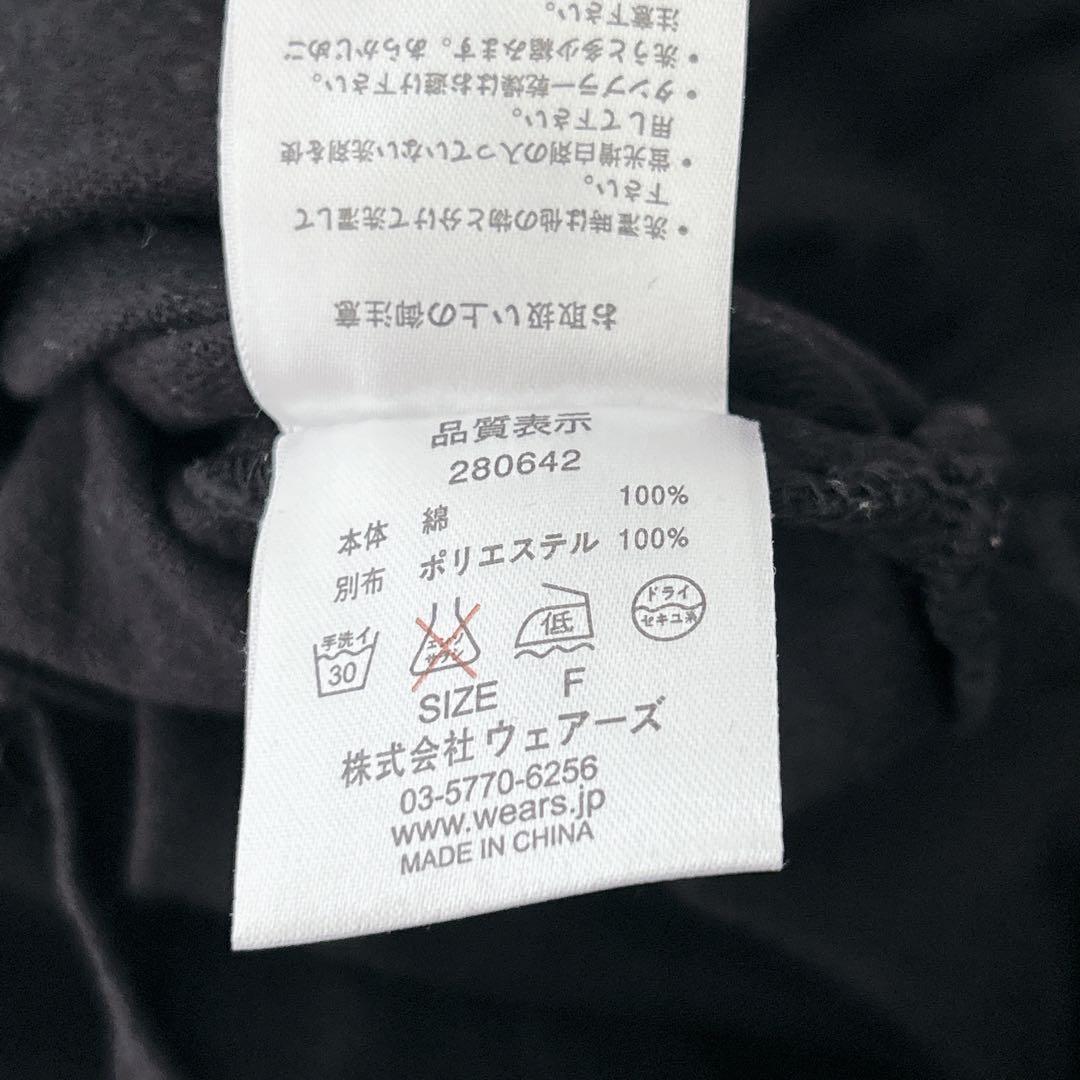 お取扱い上の御注意
• 洗濯時は他の物と分けて洗濯して
下さい。
• 蛍光増白剤の入っていない洗剤を使
用して下さい。
• タンブラー乾燥はお避け下さい。
• 洗うと多少縮みます。あらかじめご
注意下さい。
品質表示
280642
本体 綿 100%
別布 ポリエステル 100%
手洗イ
30
エンソ
サラシ
低
ドライ
セキユ系
SIZE F
株式会社 ウェアーズ
03-5770-6256
www.wears.jp
MADE IN CHINA